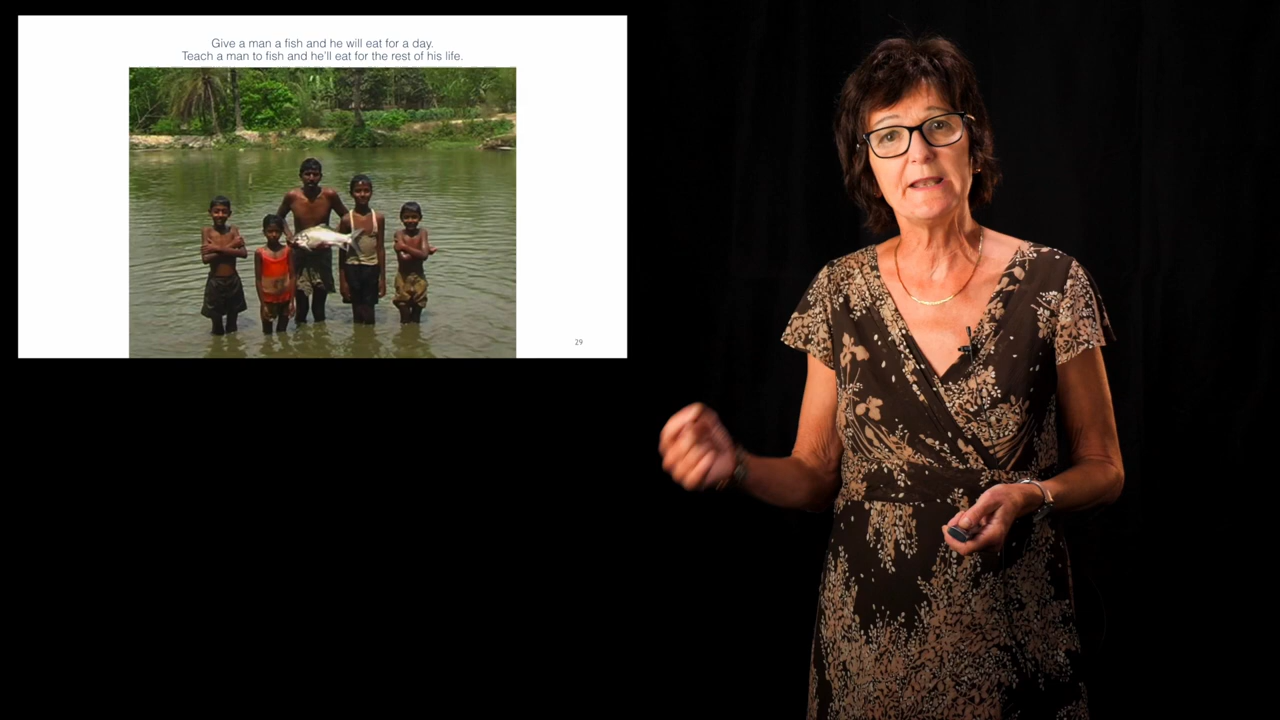 Give a man a fish and he will eat for a day.
Teach a man to fish and he'll eat for the rest of his life.
29